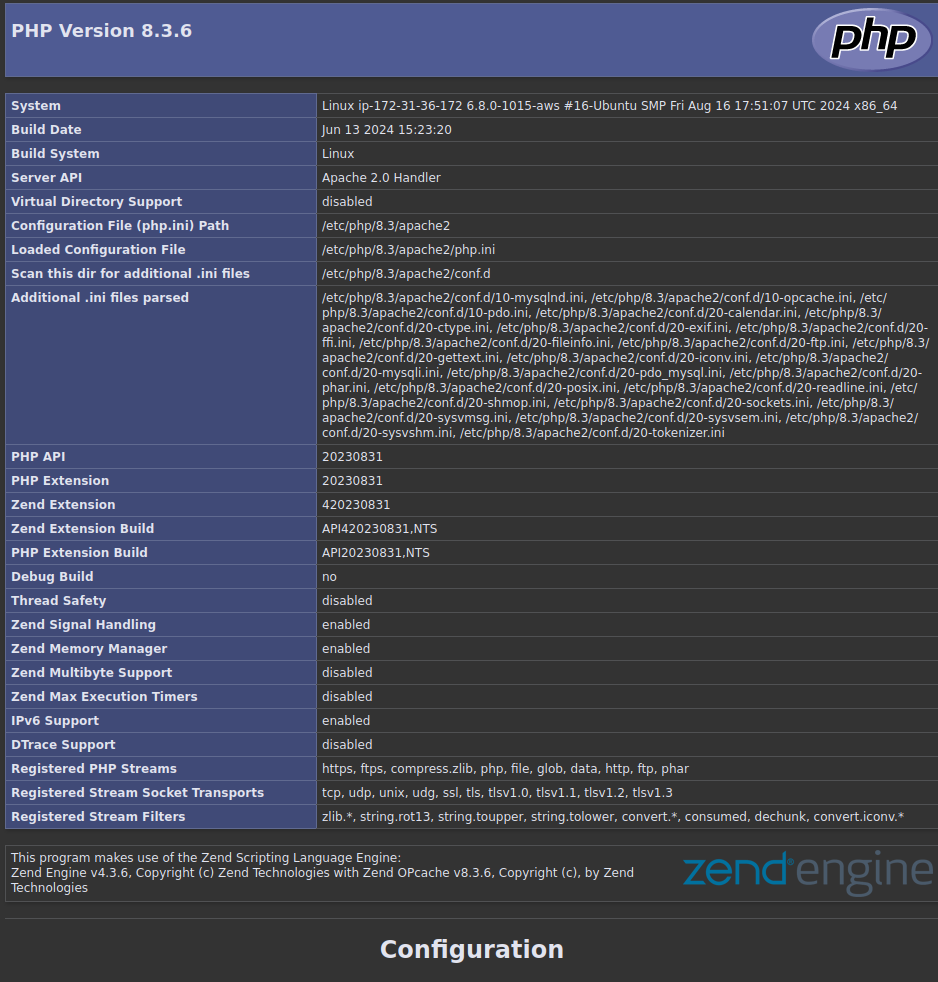 PHP Version 8.3.6
php
System Linux ip-172-31-36-172 6.8.0-1015-aws #16-Ubuntu SMP Fri Aug 16 17:51:07 UTC 2024 x86_64
Build Date Jun 13 2024 15:23:20
Build System Linux
Server API Apache 2.0 Handler
Virtual Directory Support disabled
Configuration File (php.ini) Path /etc/php/8.3/apache2
Loaded Configuration File /etc/php/8.3/apache2/php.ini
Scan this dir for additional .ini files /etc/php/8.3/apache2/conf.d
Additional .ini files parsed /etc/php/8.3/apache2/conf.d/10-mysqlnd.ini, /etc/php/8.3/apache2/conf.d/10-opcache.ini, /etc/
php/8.3/apache2/conf.d/10-pdo.ini, /etc/php/8.3/apache2/conf.d/20-calendar.ini, /etc/php/8.3/
apache2/conf.d/20-ctype.ini, /etc/php/8.3/apache2/conf.d/20-exif.ini, /etc/php/8.3/apache2/conf.d/20-
ffi.ini, /etc/php/8.3/apache2/conf.d/20-fileinfo.ini, /etc/php/8.3/apache2/conf.d/20-ftp.ini, /etc/php/8.3/
apache2/conf.d/20-gettext.ini, /etc/php/8.3/apache2/conf.d/20-iconv.ini, /etc/php/8.3/apache2/
conf.d/20-mysqli.ini, /etc/php/8.3/apache2/conf.d/20-pdo_mysql.ini, /etc/php/8.3/apache2/conf.d/20-
phar.ini, /etc/php/8.3/apache2/conf.d/20-posix.ini, /etc/php/8.3/apache2/conf.d/20-readline.ini, /etc/
php/8.3/apache2/conf.d/20-shmop.ini, /etc/php/8.3/apache2/conf.d/20-sockets.ini, /etc/php/8.3/
apache2/conf.d/20-sysvmsg.ini, /etc/php/8.3/apache2/conf.d/20-sysvsem.ini, /etc/php/8.3/apache2/
conf.d/20-sysvshm.ini, /etc/php/8.3/apache2/conf.d/20-tokenizer.ini
PHP API 20230831
PHP Extension 20230831
Zend Extension 420230831
Zend Extension Build API420230831,NTS
PHP Extension Build API20230831,NTS
Debug Build no
Thread Safety disabled
Zend Signal Handling enabled
Zend Memory Manager enabled
Zend Multibyte Support disabled
Zend Max Execution Timers disabled
IPv6 Support enabled
DTrace Support disabled
Registered PHP Streams https, ftps, compress.zlib, php, file, glob, data, http, ftp, phar
Registered Stream Socket Transports tcp, udp, unix, udg, ssl, tls, tlsv1.0, tlsv1.1, tlsv1.2, tlsv1.3
Registered Stream Filters zlib.*, string.rot13, string.toupper, string.tolower, convert.*, consumed, dechunk, convert.iconv.*
This program makes use of the Zend Scripting Language Engine:
Zend Engine v4.3.6, Copyright (c) Zend Technologies with Zend OPcache v8.3.6, Copyright (c), by Zend
Technologies
zend® engine
Configuration